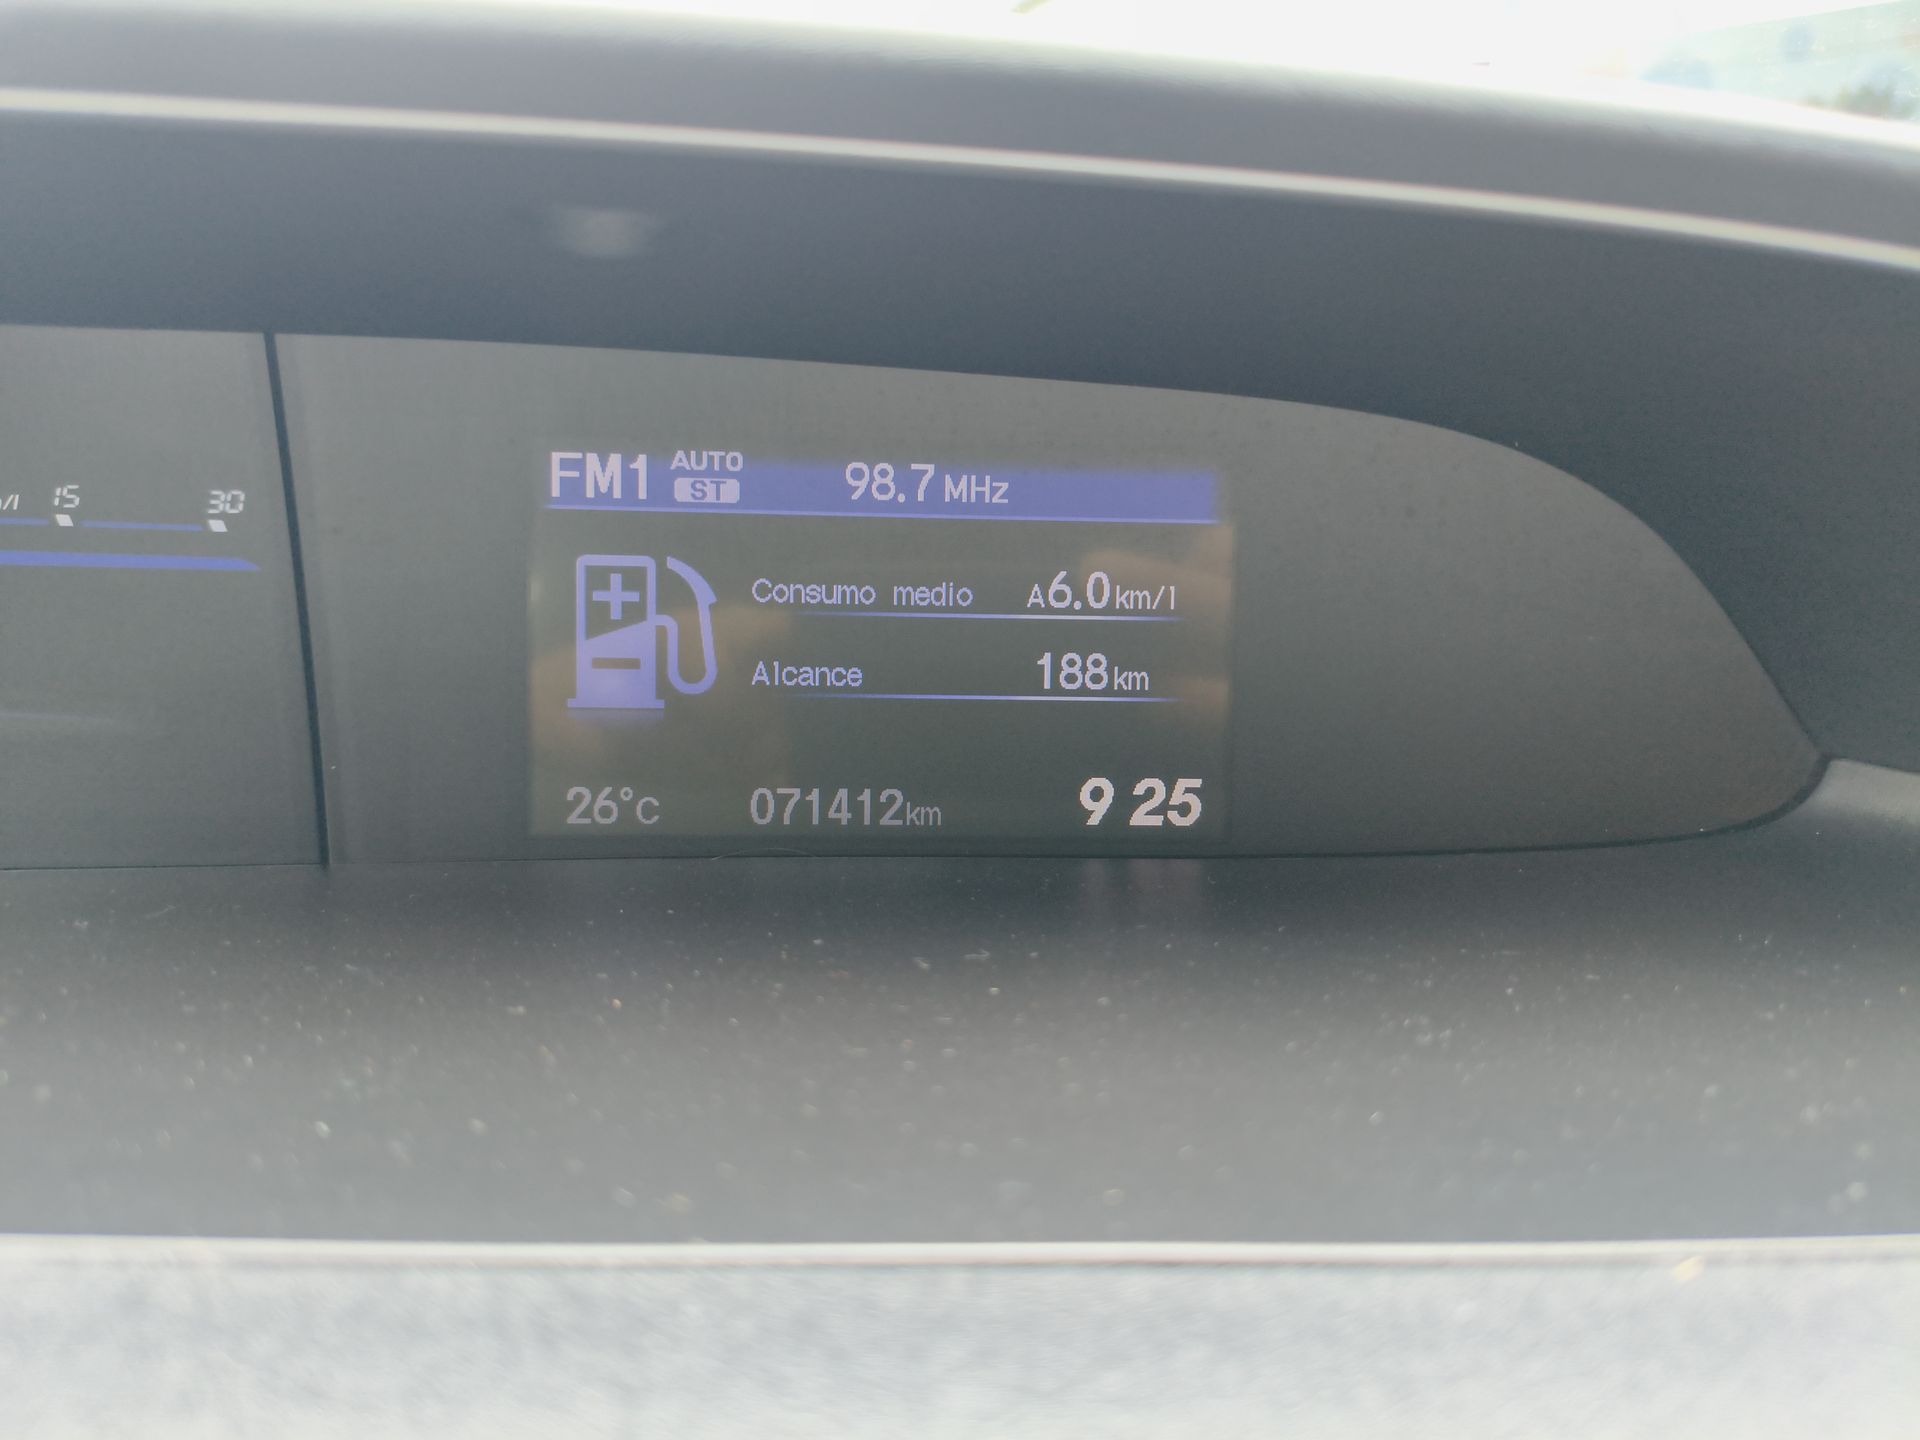 FM1 AUTO ST 98.7 MHz
15 30
Consumo medio A6.0km/l
Alcance 188km
26°C 071412km 9 25